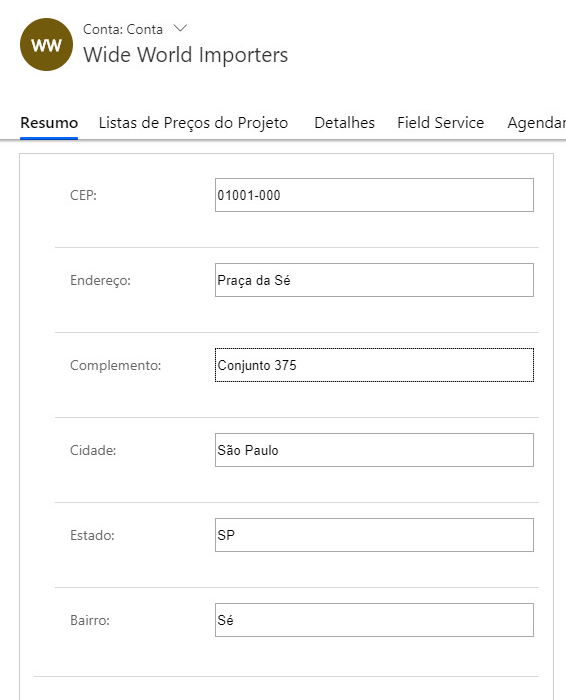 WW
Conta: Conta
Wide World Importers
Resumo Listas de Preços do Projeto Detalhes Field Service Agendar
CEP: 01001-000
Endereço: Praça da Sé
Complemento: Conjunto 375
Cidade: São Paulo
Estado: SP
Bairro: Sé